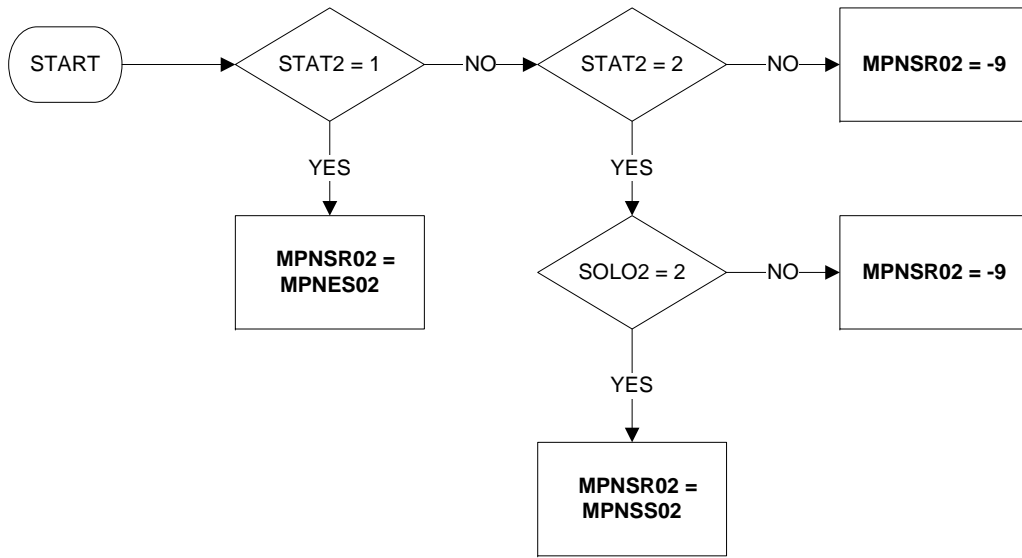 START
STAT2 = 1
NO
STAT2 = 2
NO
MPNSR02 = -9
YES
YES
MPNSR02 =
MPNES02
SOLO2 = 2
NO
MPNSR02 = -9
YES
MPNSR02 =
MPNSS02